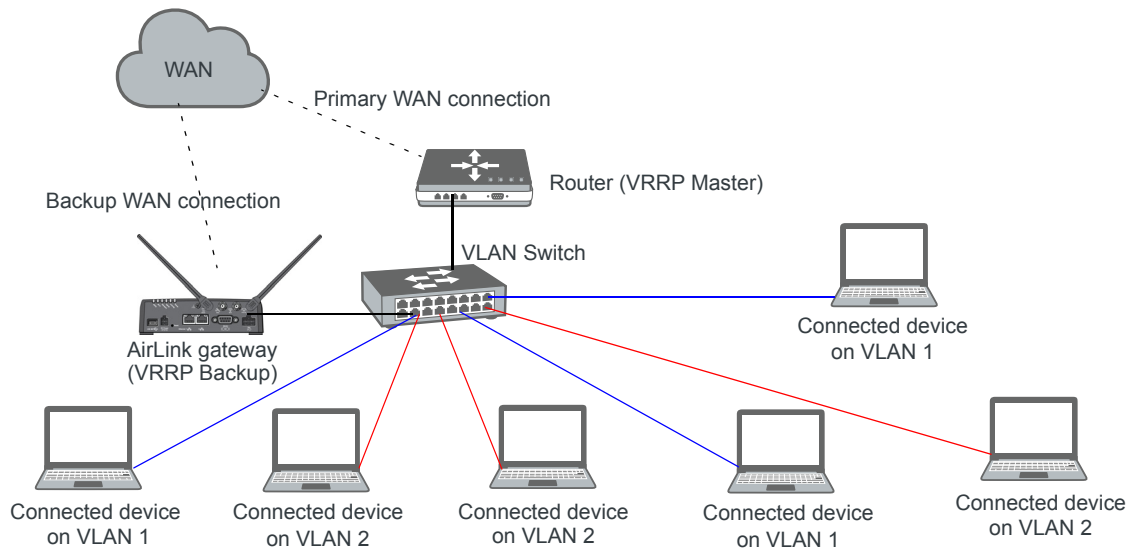 WAN
Primary WAN connection
Router (VRRP Master)
Backup WAN connection
VLAN Switch
AirLink gateway
(VRRP Backup)
Connected device
on VLAN 1
Connected device
on VLAN 1
Connected device
on VLAN 2
Connected device
on VLAN 2
Connected device
on VLAN 1
Connected device
on VLAN 2